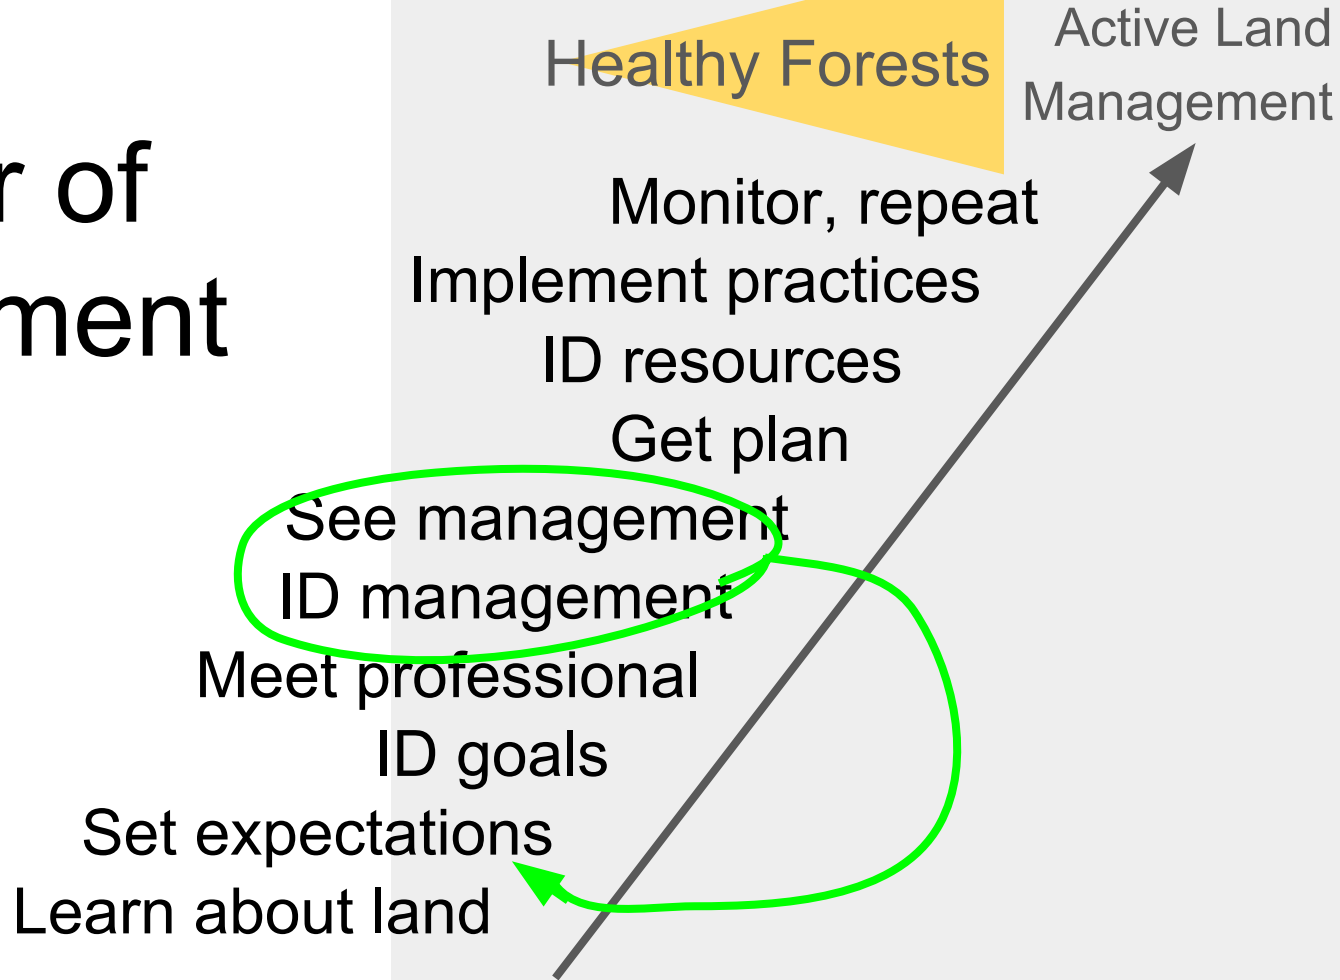 Healthy Forests
Active Land
Management
r of
ment
Monitor, repeat
Implement practices
ID resources
Get plan
See management
ID management
Meet professional
ID goals
Set expectations
Learn about land